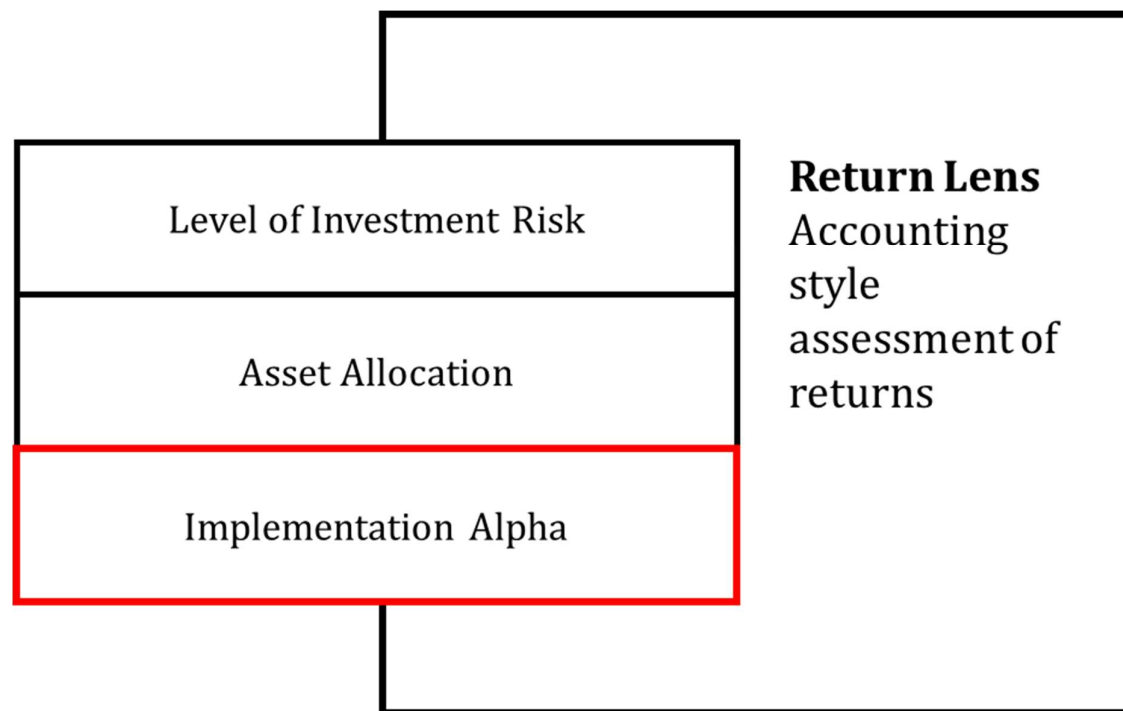 Level of Investment Risk
Asset Allocation
Implementation Alpha
Return Lens
Accounting
style
assessment of
returns